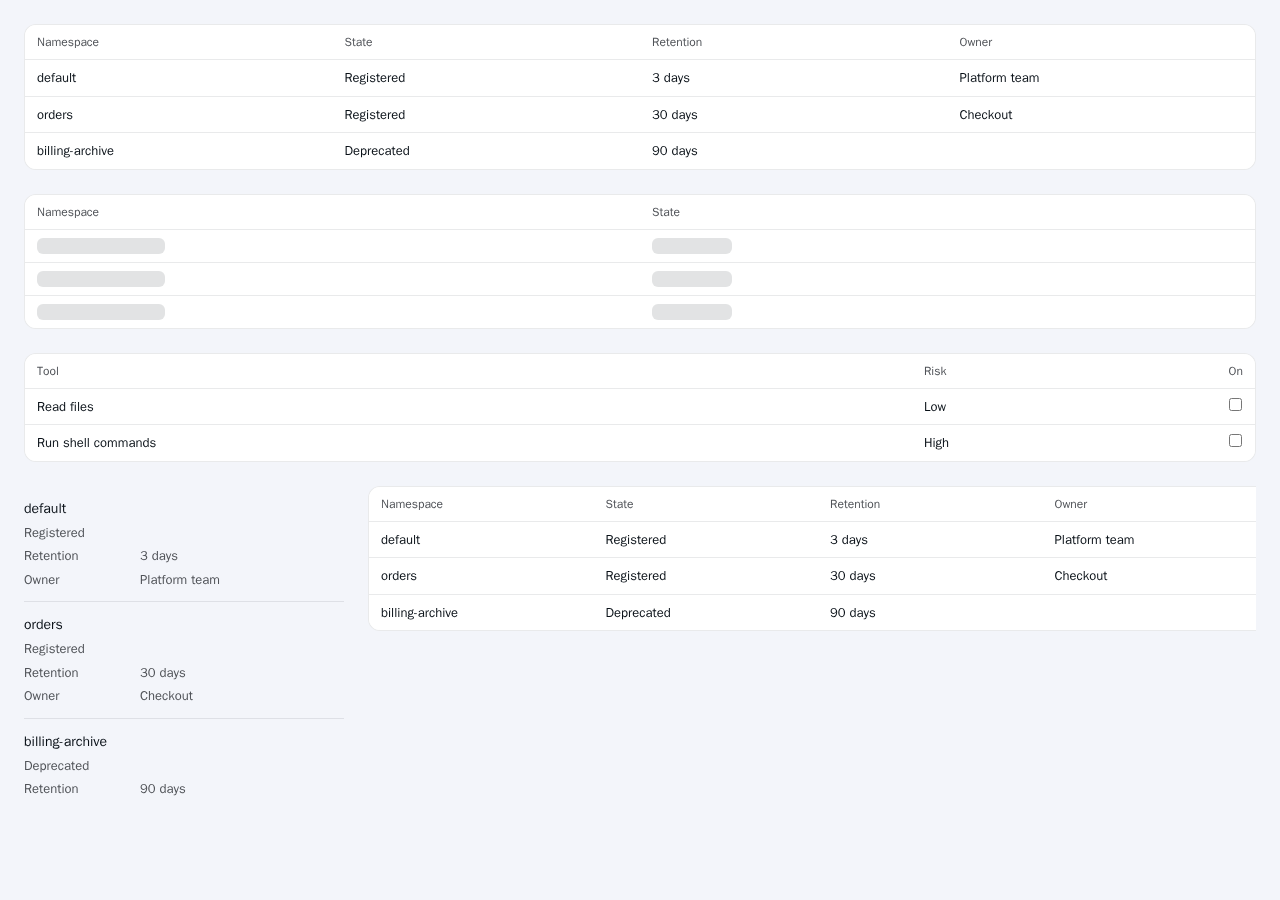 Namespace State Retention Owner
default Registered 3 days Platform team
orders Registered 30 days Checkout
billing-archive Deprecated 90 days
Namespace State
Tool Risk On
Read files Low
Run shell commands High
default
Registered
Retention 3 days
Owner Platform team
orders
Registered
Retention 30 days
Owner Checkout
billing-archive
Deprecated
Retention 90 days
Namespace State Retention Owner
default Registered 3 days Platform team
orders Registered 30 days Checkout
billing-archive Deprecated 90 days